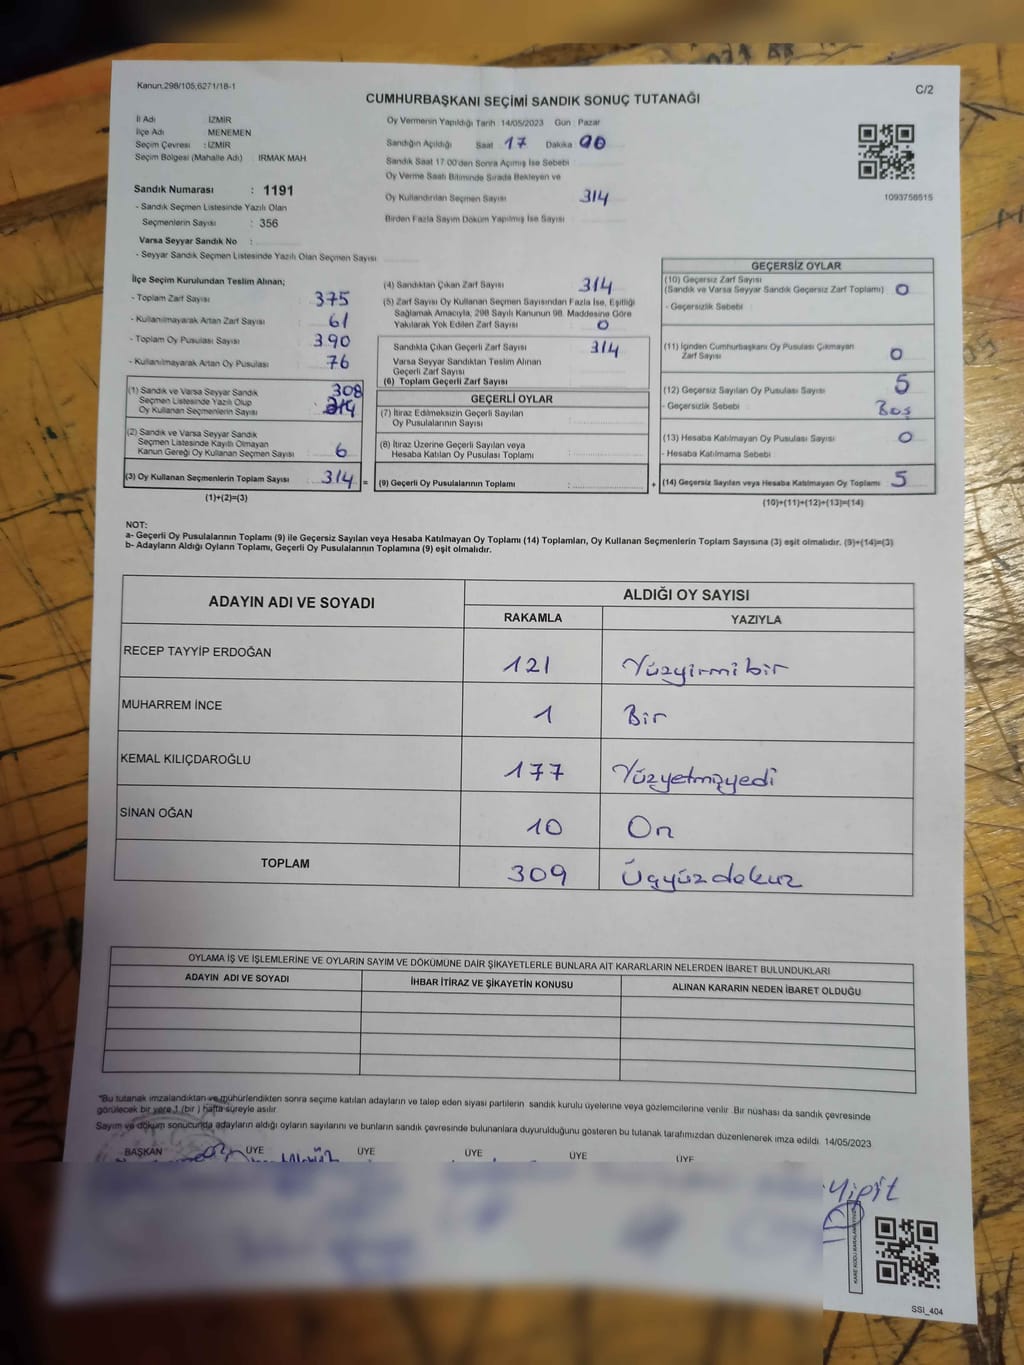 Kanun.298/105;6271/18-1
C/2
CUMHURBAŞKANI SEÇİMİ SANDIK SONUÇ TUTANAĞI
İl Adı : İZMİR
İlçe Adı : MENEMEN
Seçim Çevresi : İZMİR
Seçim Bölgesi (Mahalle Adı) : IRMAK MAH.
Sandık Numarası : 1191
- Sandık Seçmen Listesinde Yazılı Olan
Seçmenlerin Sayısı : 356
Varsa Seyyar Sandık No :
- Seyyar Sandık Seçmen Listesinde Yazılı Olan Seçmen Sayısı
Oy Vermenin Yapıldığı Tarih : 14/05/2023 Gün : Pazar
Sandığın Açıldığı Saat 17 Dakika 00
Sandık Saat 17:00'den Sonra Açımış İse Sebebi
Oy Verme Saati Bitiminde Sırada Bekleyen ve
Oy Kullandırılan Seçmen Sayısı 314
Birden Fazla Sayım Döküm Yapılmış İse Sayısı :
1093756515
İlçe Seçim Kurulundan Teslim Alınan;
- Toplam Zarf Sayısı 375
- Kullanılmayarak Artan Zarf Sayısı 61
- Toplam Oy Pusulası Sayısı 390
- Kullanılmayarak Artan Oy Pusulası 76
(1) Sandık ve Varsa Seyyar Sandık 308
Seçmen Listesinde Yazılı Olup
Oy Kullanan Seçmenlerin Sayısı 314
(2) Sandık ve Varsa Seyyar Sandık
Seçmen Listesinde Kayıtlı Olmayan
Kanun Gereği Oy Kullanan Seçmen Sayısı : 6
(3) Oy Kullanan Seçmenlerin Toplam Sayısı : 314 =
(1)+(2)=(3)
(4) Sandıktan Çıkan Zarf Sayısı 314
(5) Zarf Sayısı Oy Kullanan Seçmen Sayısından Fazla İse, Eşitliği
Sağlamak Amacıyla, 298 Sayılı Kanunun 98. Maddesine Göre
Yakılarak Yok Edilen Zarf Sayısı : 0
Sandıkta Çıkan Geçerli Zarf Sayısı 314
Varsa Seyyar Sandıktan Teslim Alınan
Geçerli Zarf Sayısı :
(6) Toplam Geçerli Zarf Sayısı
GEÇERLİ OYLAR
(7) İtiraz Edilmeksizin Geçerli Sayılan
Oy Pusulalarının Sayısı :
(8) İtiraz Üzerine Geçerli Sayılan veya
Hesaba Katılan Oy Pusulası Toplamı :
(9) Geçerli Oy Pusulalarının Toplamı : +
GEÇERSİZ OYLAR
(10) Geçersiz Zarf Sayısı
(Sandık ve Varsa Seyyar Sandık Geçersiz Zarf Toplamı) : 0
- Geçersizlik Sebebi :
(11) İçinden Cumhurbaşkanı Oy Pusulası Çıkmayan
Zarf Sayısı 0
(12) Geçersiz Sayılan Oy Pusulası Sayısı 5
- Geçersizlik Sebebi : Boş
(13) Hesaba Katılmayan Oy Pusulası Sayısı : 0
- Hesaba Katılmama Sebebi
(14) Geçersiz Sayılan veya Hesaba Katılmayan Oy Toplamı : 5
(10)+(11)+(12)+(13)=(14)
NOT:
a- Geçerli Oy Pusulalarının Toplamı (9) ile Geçersiz Sayılan veya Hesaba Katılmayan Oy Toplamı (14) Toplamları, Oy Kullanan Seçmenlerin Toplam Sayısına (3) eşit olmalıdır. (9)+(14)=(3)
b- Adayların Aldığı Oyların Toplamı, Geçerli Oy Pusulalarının Toplamına (9) eşit olmalıdır.
ADAYIN ADI VE SOYADI
ALDIĞI OY SAYISI
RAKAMLA YAZIYLA
RECEP TAYYİP ERDOĞAN 121 Yüzyirmibir
MUHARREM İNCE 1 Bir
KEMAL KILIÇDAROĞLU 177 Yüzyetmişyedi
SİNAN OĞAN 10 On
TOPLAM 309 Üçyüzdokuz
OYLAMA İŞ VE İŞLEMLERİNE VE OYLARIN SAYIM VE DÖKÜMÜNE DAİR ŞİKAYETLERLE BUNLARA AİT KARARLARIN NELERDEN İBARET BULUNDUKLARI
ADAYIN ADI VE SOYADI İHBAR İTİRAZ VE ŞİKAYETİN KONUSU ALINAN KARARIN NEDEN İBARET OLDUĞU
*Bu tutanak imzalandıktan ve mühürlendikten sonra seçime katılan adayların ve talep eden siyasi partilerin sandık kurulu üyelerine veya gözlemcilerine verilir. Bir nüshası da sandık çevresinde
görülecek bir yere 1 (bir) hafta süreyle asılır.
Sayım ve döküm sonucunda adayların aldığı oyların sayılarını ve bunların sandık çevresinde bulunanlara duyurulduğunu gösteren bu tutanak tarafımızdan düzenlenerek imza edildi. 14/05/2023
BAŞKAN ÜYE ÜYE ÜYE ÜYE ÜYE
Yiğit
SSI_404